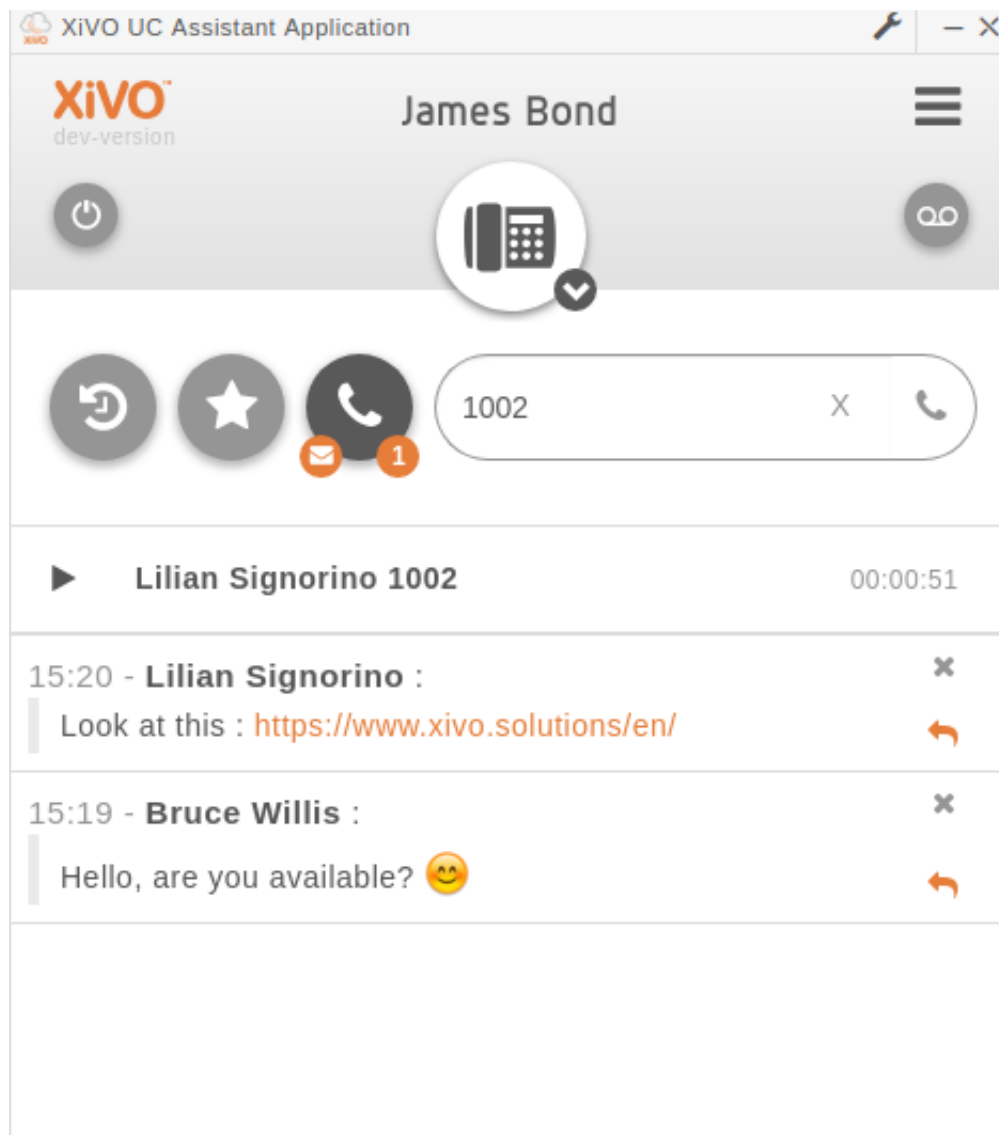 XiVO UC Assistant Application
XiVO™
dev-version
James Bond
1002 X
1
Lilian Signorino 1002 00:00:51
15:20 - Lilian Signorino :
Look at this : https://www.xivo.solutions/en/
15:19 - Bruce Willis :
Hello, are you available? 😊